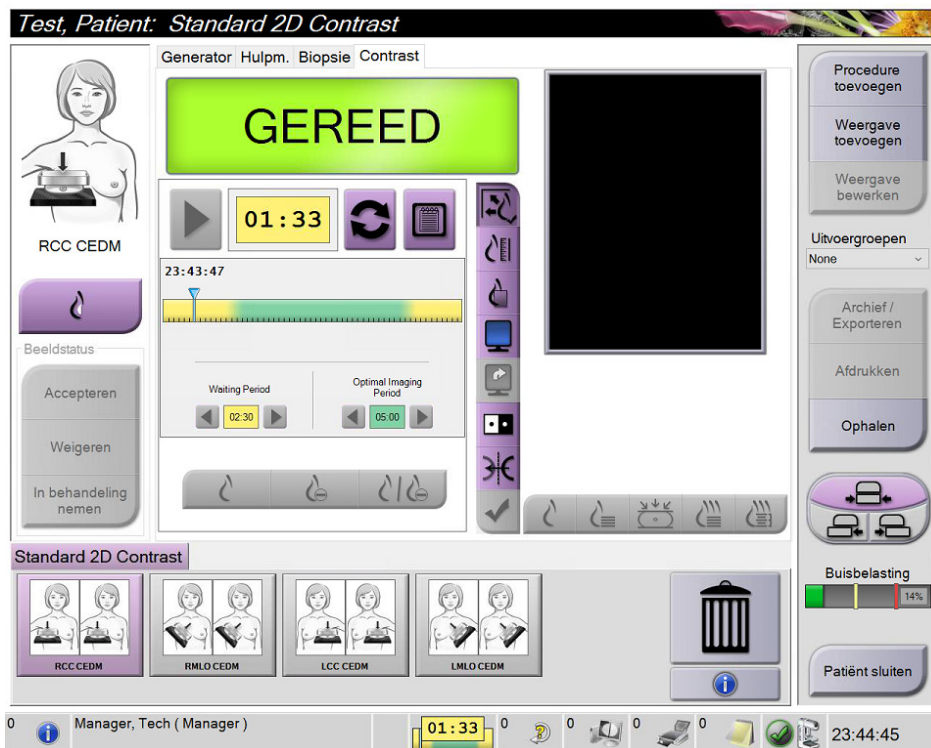 Test, Patient: Standard 2D Contrast
Generator Hulpm. Biopsie Contrast
GEREED
RCC CEDM
01:33
23:43:47
Waiting Period
Optimal Imaging
Period
02:30
05:00
Beeldstatus
Accepteren
Weigeren
In behandeling
nemen
Procedure
toevoegen
Weergave
toevoegen
Weergave
bewerken
Uitvoergroepen
None
Archief /
Exporteren
Afdrukken
Ophalen
Buisbelasting
14%
Patiënt sluiten
Standard 2D Contrast
RCC CEDM
RMLO CEDM
LCC CEDM
LMLO CEDM
0
Manager, Tech ( Manager )
01:33
0
0
0
0
23:44:45